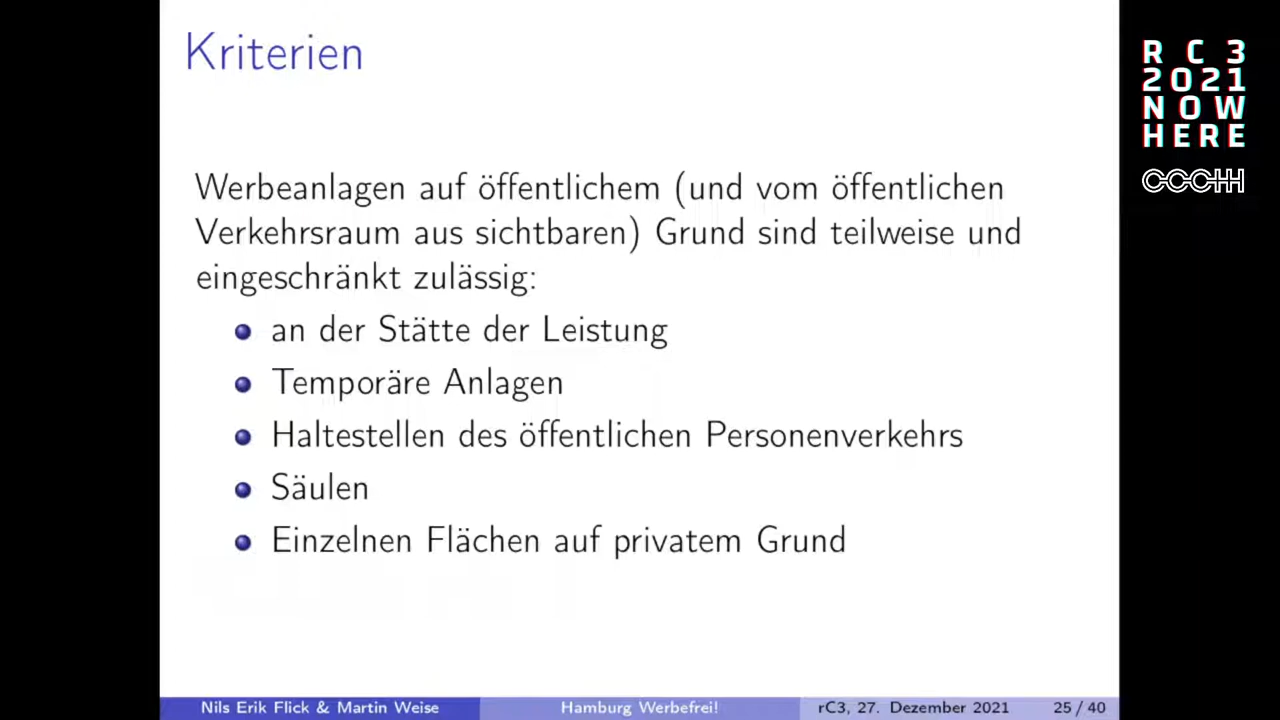 Kriterien
Werbeanlagen auf öffentlichem (und vom öffentlichen
Verkehrsraum aus sichtbaren) Grund sind teilweise und
eingeschränkt zulässig:
an der Stätte der Leistung
Temporäre Anlagen
Haltestellen des öffentlichen Personenverkehrs
Säulen
Einzelnen Flächen auf privatem Grund
Nils Erik Flick & Martin Weise
Hamburg Werbefrei!
rC3, 27. Dezember 2021
25 / 40
RC3
2021
NOW
HERE
CCCHH